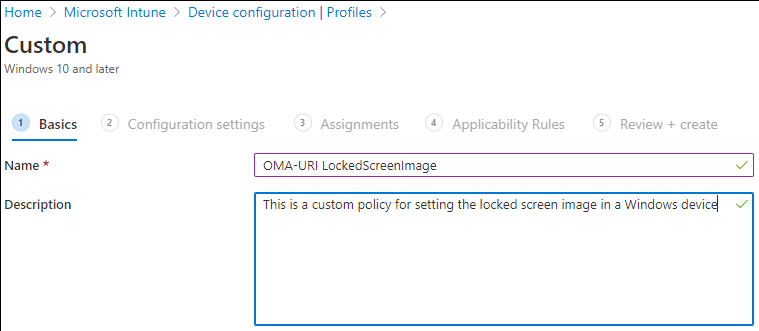 Home > Microsoft Intune > Device configuration | Profiles >
Custom
Windows 10 and later
1 Basics 2 Configuration settings 3 Assignments 4 Applicability Rules 5 Review + create
Name * OMA-URI LockedScreenImage
Description This is a custom policy for setting the locked screen image in a Windows device